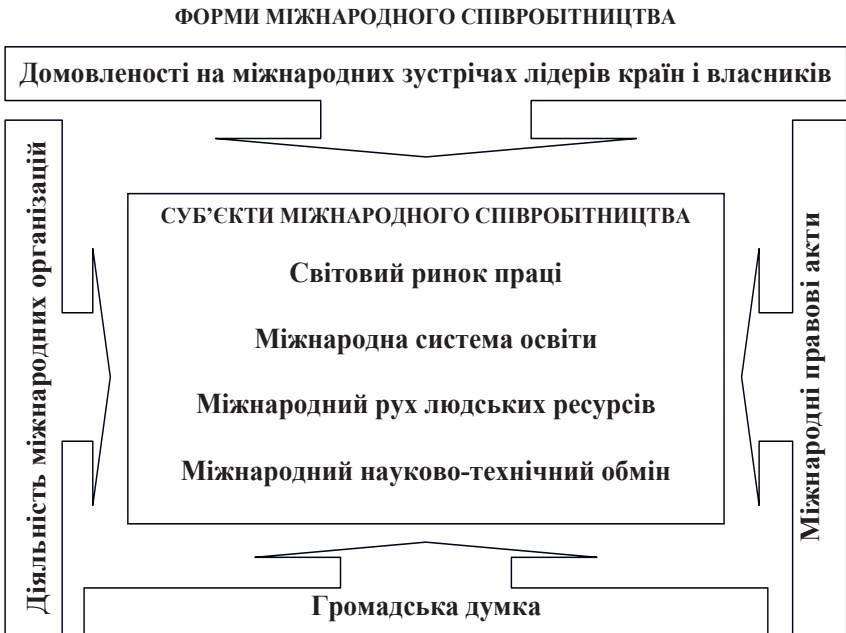 ФОРМИ МІЖНАРОДНОГО СПІВРОБІТНИЦТВА
Домовленості на міжнародних зустрічах лідерів країн і власників
Діяльність міжнародних організацій
СУБ’ЄКТИ МІЖНАРОДНОГО СПІВРОБІТНИЦТВА
Світовий ринок праці
Міжнародна система освіти
Міжнародний рух людських ресурсів
Міжнародний науково-технічний обмін
Міжнародні правові акти
Громадська думка